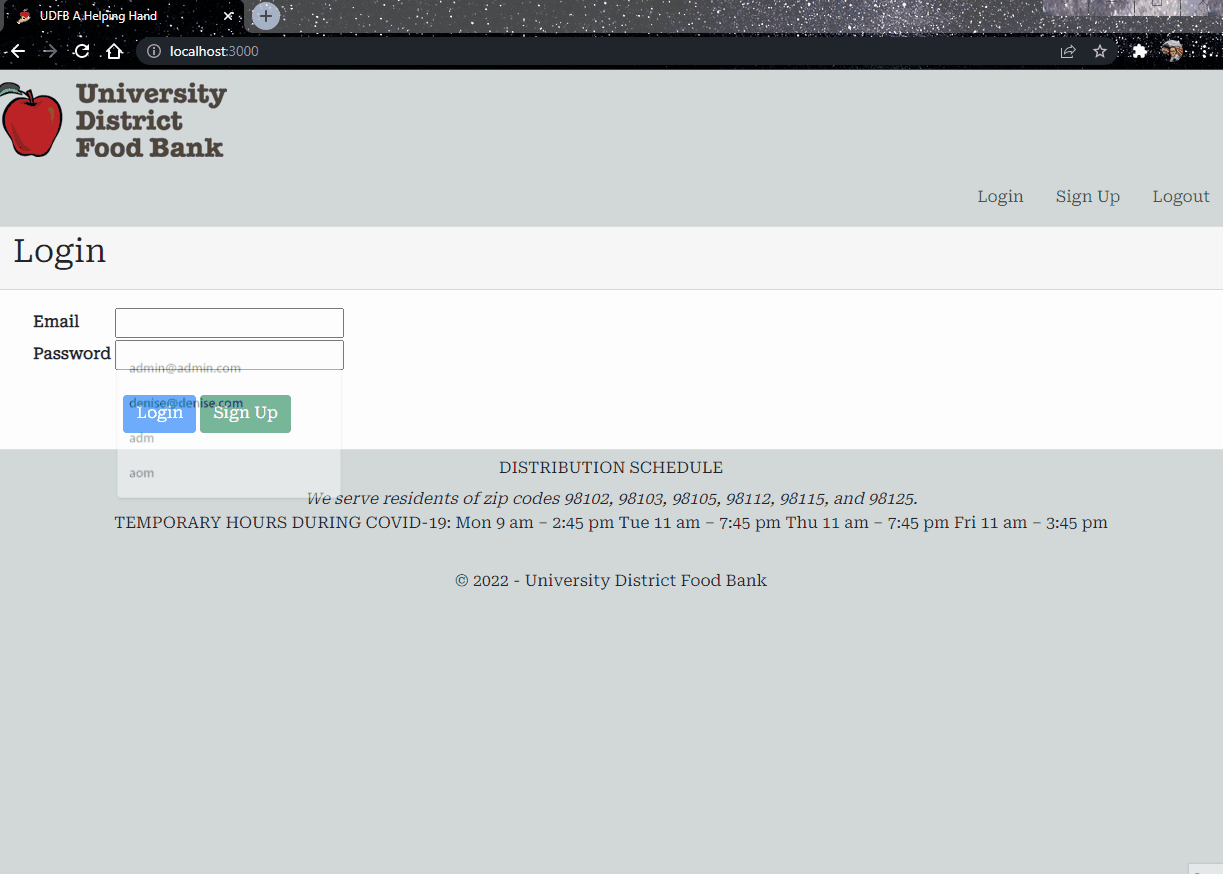 UDFB A Helping Hand
localhost:3000
University
District
Food Bank
Login Sign Up Logout
Login
Email
Password
admin@admin.com
denise@denise.com
Login Sign Up
adm
aom
DISTRIBUTION SCHEDULE
We serve residents of zip codes 98102, 98103, 98105, 98112, 98115, and 98125.
TEMPORARY HOURS DURING COVID-19: Mon 9 am – 2:45 pm Tue 11 am – 7:45 pm Thu 11 am – 7:45 pm Fri 11 am – 3:45 pm
© 2022 - University District Food Bank